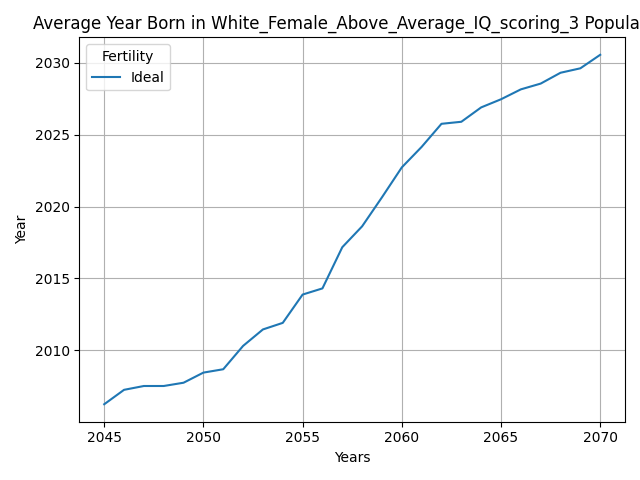 Average Year Born in White_Female_Above_Average_IQ_scoring_3 Popula
Fertility
Ideal
Year
2030
2025
2020
2015
2010
2045 2050 2055 2060 2065 2070
Years